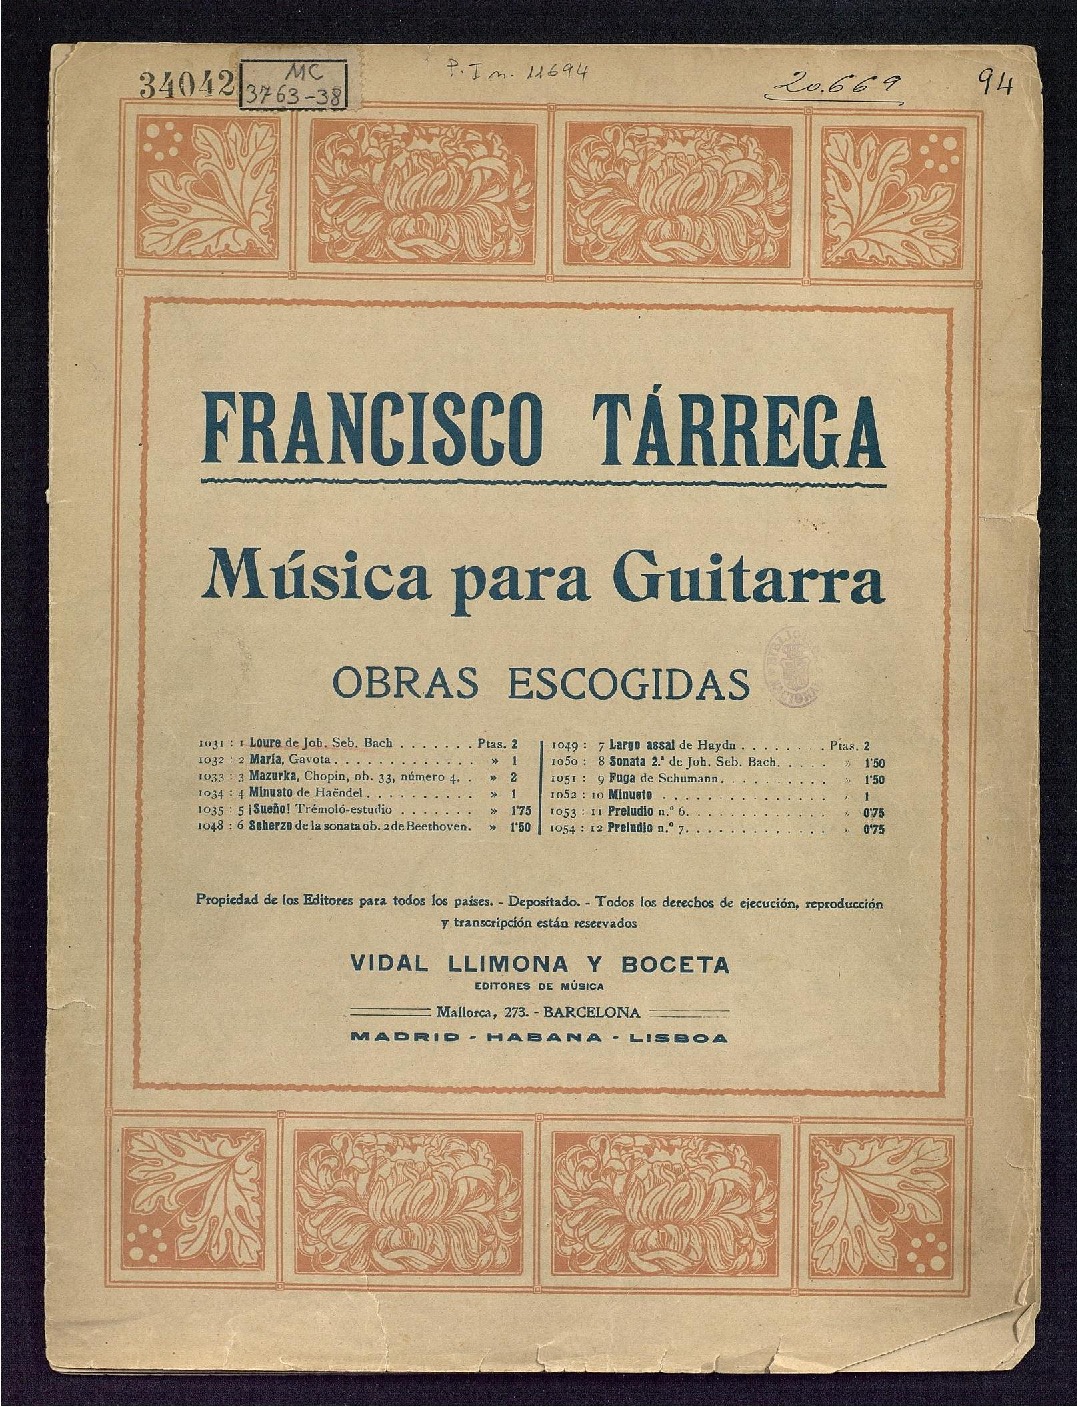 34042
MC
3763-38
P. I n. 11694
20.669
94
FRANCISCO TÁRREGA
Música para Guitarra
OBRAS ESCOGIDAS
1031 : 1 Loure de Joh. Seb. Bach . . . . . . . Ptas. 2
1032 : 2 María, Gavota . . . . . . . . . . . . » 1
1033 : 3 Mazurka, Chopin, ob. 33, número 4. . » 2
1034 : 4 Minueto de Haëndel . . . . . . . . . » 1
1035 : 5 ¡Sueño! Trémoló-estudio . . . . . . » 1'75
1048 : 6 Scherzo de la sonata ob. 2 de Beethoven. » 1'50
1049 : 7 Largo assai de Haydn . . . . . . . Ptas. 2
1050 : 8 Sonata 2.ª de Joh. Seb. Bach. . . . . » 1'50
1051 : 9 Fuga de Schumann . . . . . . . . . » 1'50
1052 : 10 Minueto . . . . . . . . . . . . . » 1
1053 : 11 Preludio n.º 6. . . . . . . . . . . . » 0'75
1054 : 12 Preludio n.º 7. . . . . . . . . . . . » 0'75
Propiedad de los Editores para todos los países. - Depositado. - Todos los derechos de ejecución, reproducción
y transcripción están reservados
VIDAL LLIMONA Y BOCETA
EDITORES DE MÚSICA
Mallorca, 273. - BARCELONA
MADRID - HABANA - LISBOA